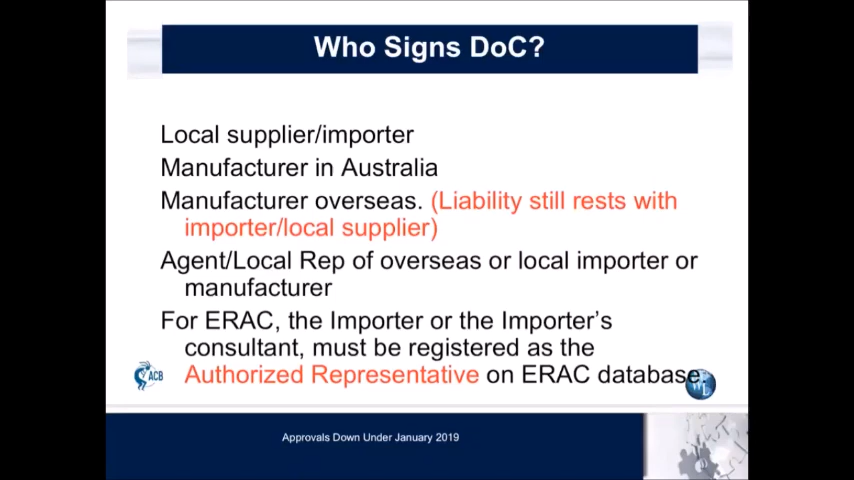 Who Signs DoC?
Local supplier/importer
Manufacturer in Australia
Manufacturer overseas. (Liability still rests with
importer/local supplier)
Agent/Local Rep of overseas or local importer or
manufacturer
For ERAC, the Importer or the Importer's
consultant, must be registered as the
Authorized Representative on ERAC database.
ACB
WL
Approvals Down Under January 2019